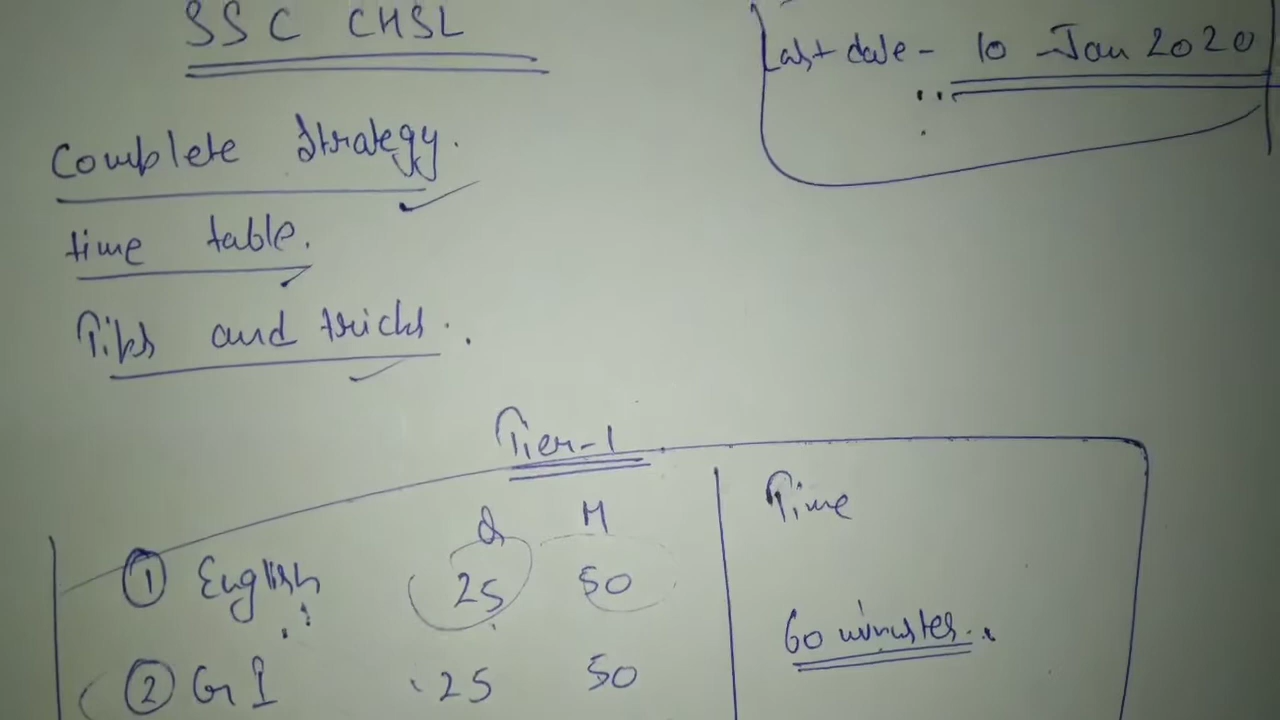 SSC CHSL
Last date - 10 Jan 2020
Complete Strategy.
time table.
Tips and tricks.
Tier-1
Q M Time
① English 25 50
60 minutes..
② G I 25 50